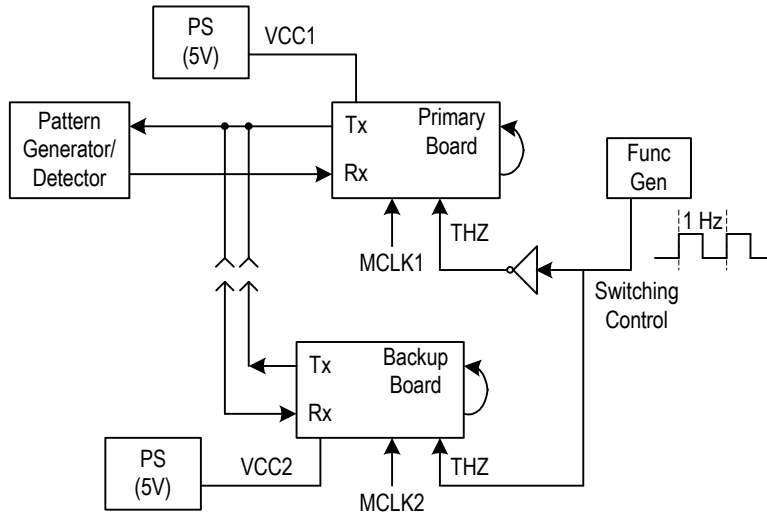 PS
(5V)
VCC1
Pattern
Generator/
Detector
Tx
Rx
Primary
Board
Func
Gen
1 Hz
MCLK1
THZ
Switching
Control
Tx
Rx
Backup
Board
PS
(5V)
VCC2
MCLK2
THZ